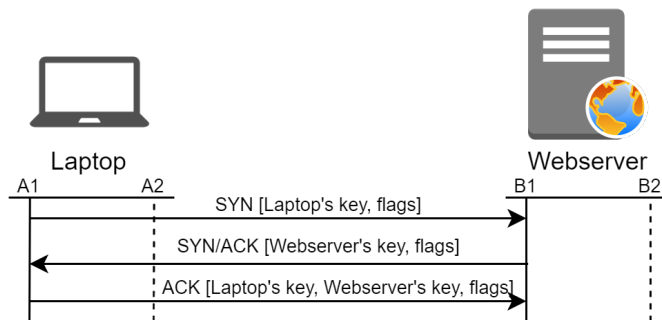 Laptop
Webserver
A1
A2
B1
B2
SYN [Laptop's key, flags]
SYN/ACK [Webserver's key, flags]
ACK [Laptop's key, Webserver's key, flags]